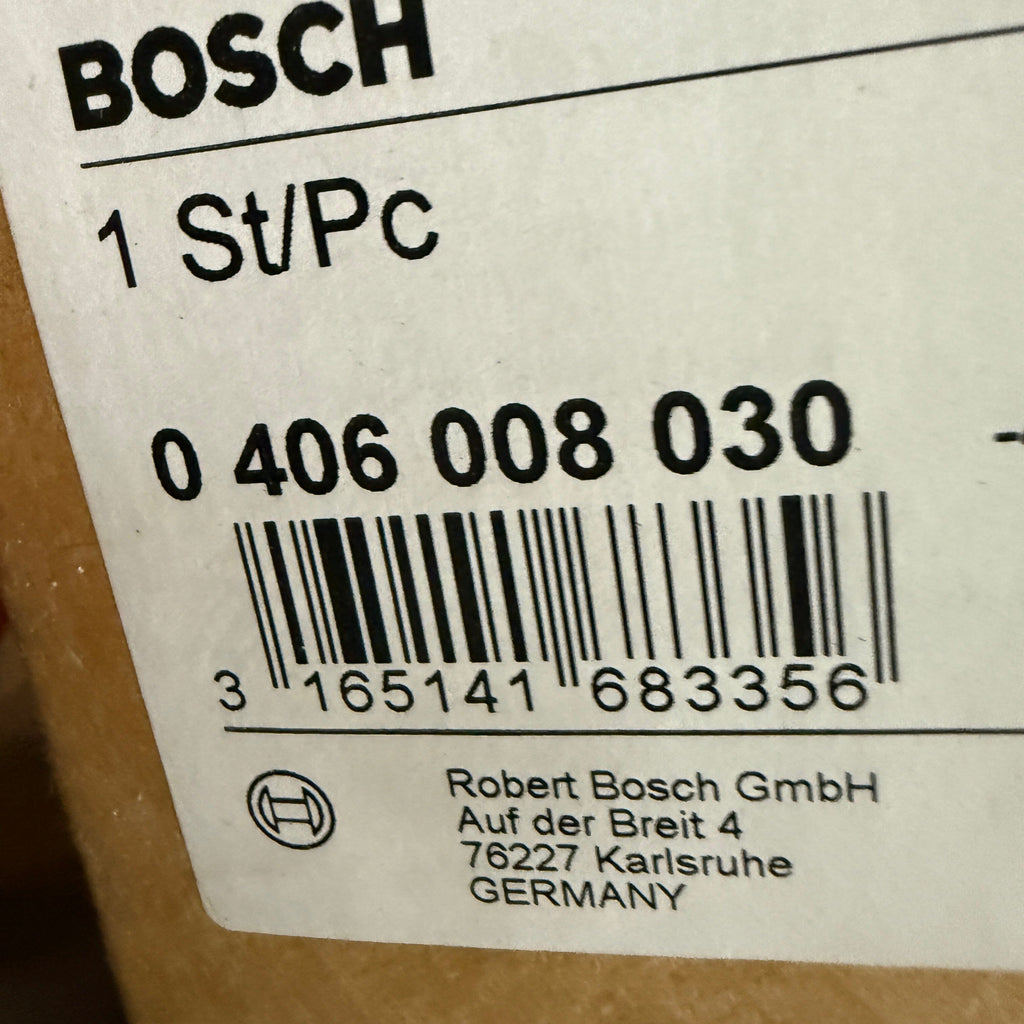 BOSCH
1 St/Pc
0 406 008 030
3 165141 683356
Robert Bosch GmbH
Auf der Breit 4
76227 Karlsruhe
GERMANY